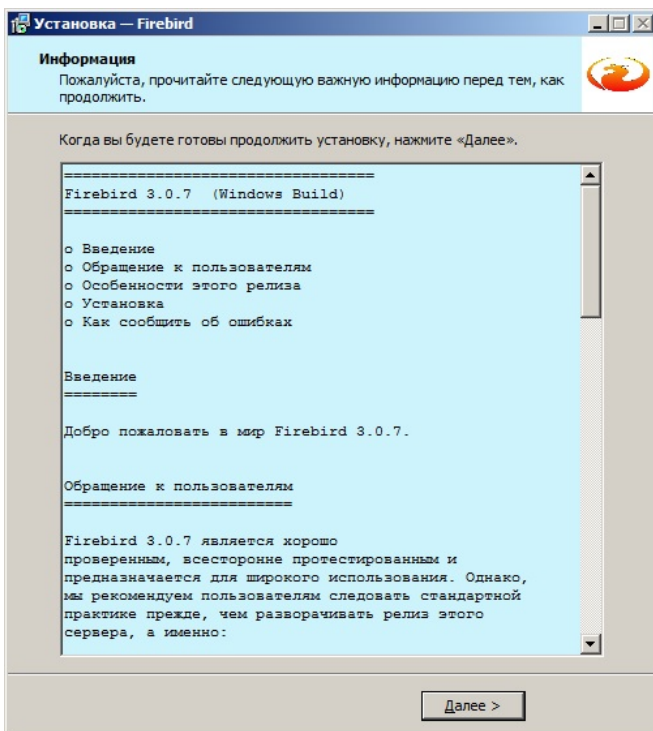 Установка — Firebird
Информация
Пожалуйста, прочитайте следующую важную информацию перед тем, как
продолжить.
Когда вы будете готовы продолжить установку, нажмите «Далее».
==================================
Firebird 3.0.7  (Windows Build)
==================================
o Введение
o Обращение к пользователям
o Особенности этого релиза
o Установка
o Как сообщить об ошибках
Введение
========
Добро пожаловать в мир Firebird 3.0.7.
Обращение к пользователям
=========================
Firebird 3.0.7 является хорошо
проверенным, всесторонне протестированным и
предназначается для широкого использования. Однако,
мы рекомендуем пользователям следовать стандартной
практике прежде, чем разворачивать релиз этого
сервера, а именно:
Далее >